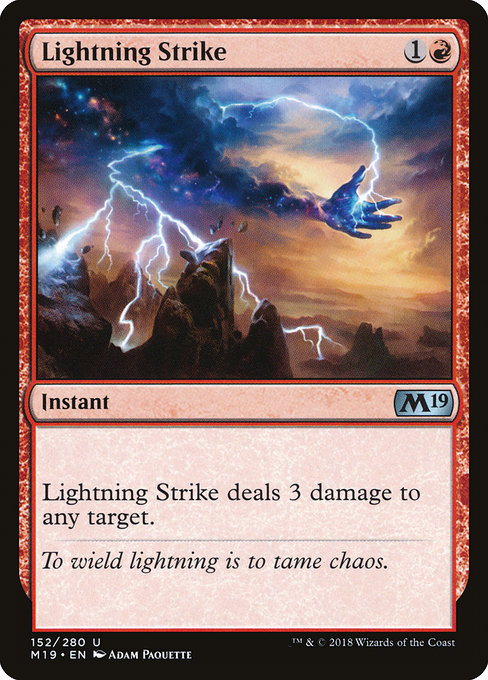 Lightning Strike 1
Instant M19
Lightning Strike deals 3 damage to
any target.
To wield lightning is to tame chaos.
152/280 U ™ & © 2018 Wizards of the Coast
M19 • EN Adam Paquette